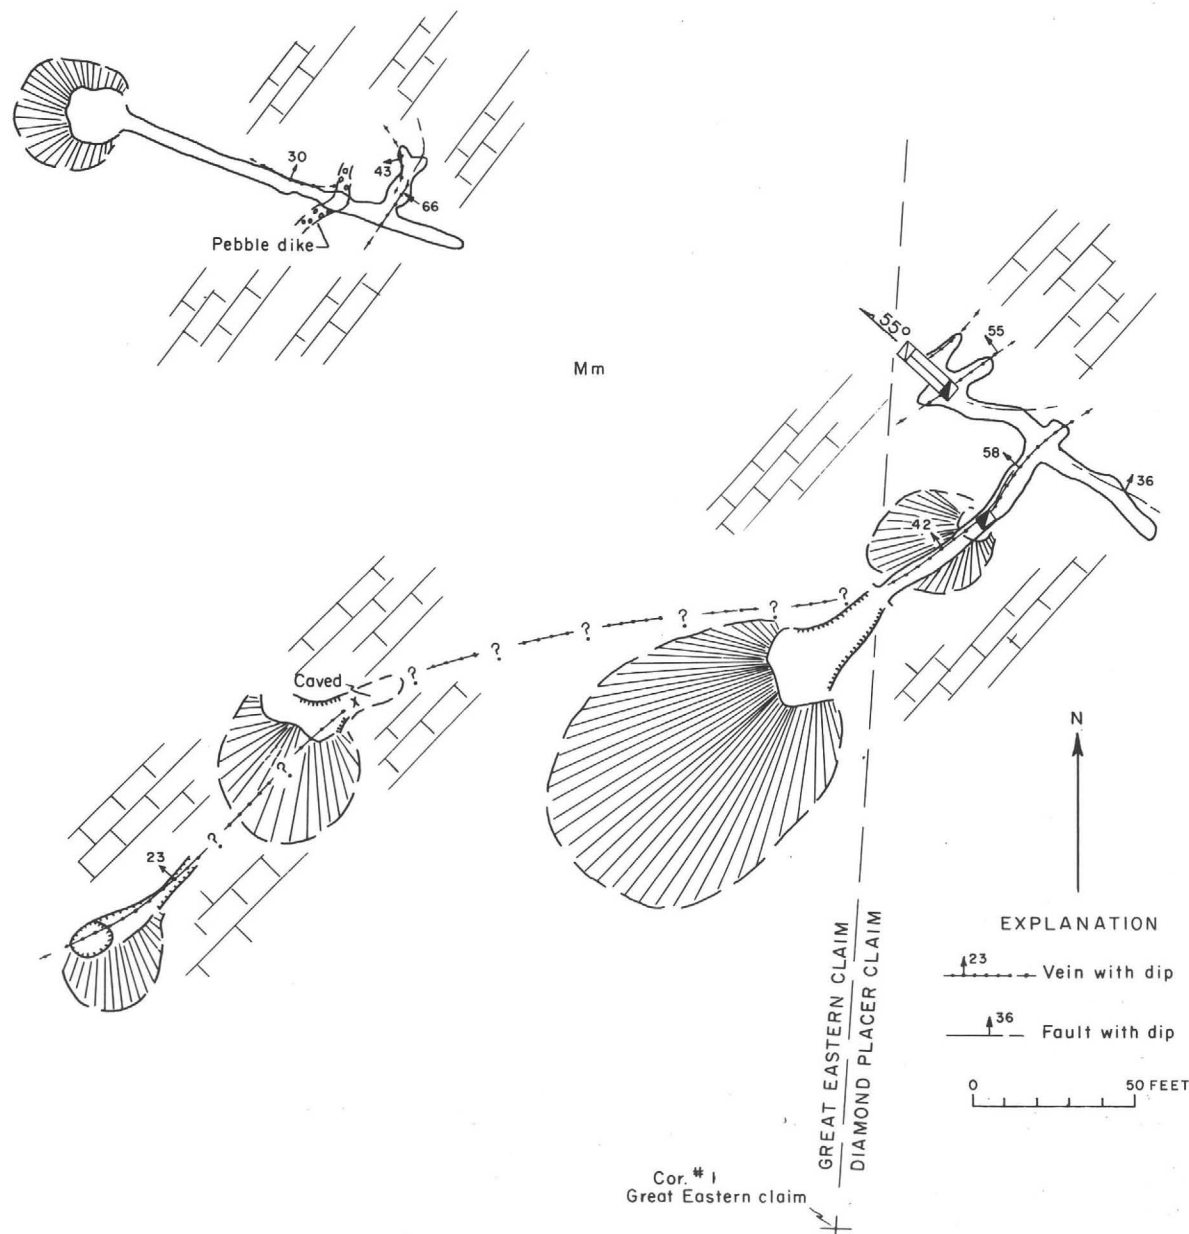 30
43
66
Pebble dike
Mm
55°
55
58
36
42
?
?
?
?
?
?
Caved
x
?
?
23
N
EXPLANATION
23
Vein with dip
36
Fault with dip
0 50 FEET
GREAT EASTERN CLAIM
DIAMOND PLACER CLAIM
Cor. # 1
Great Eastern claim